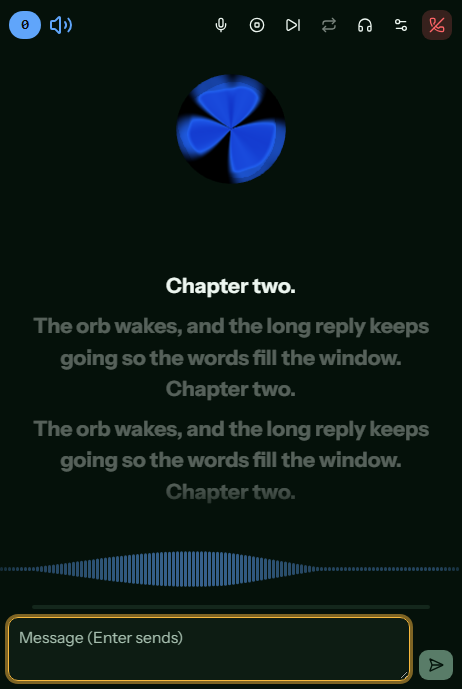 0
Chapter two.
The orb wakes, and the long reply keeps
going so the words fill the window.
Chapter two.
The orb wakes, and the long reply keeps
going so the words fill the window.
Chapter two.
Message (Enter sends)